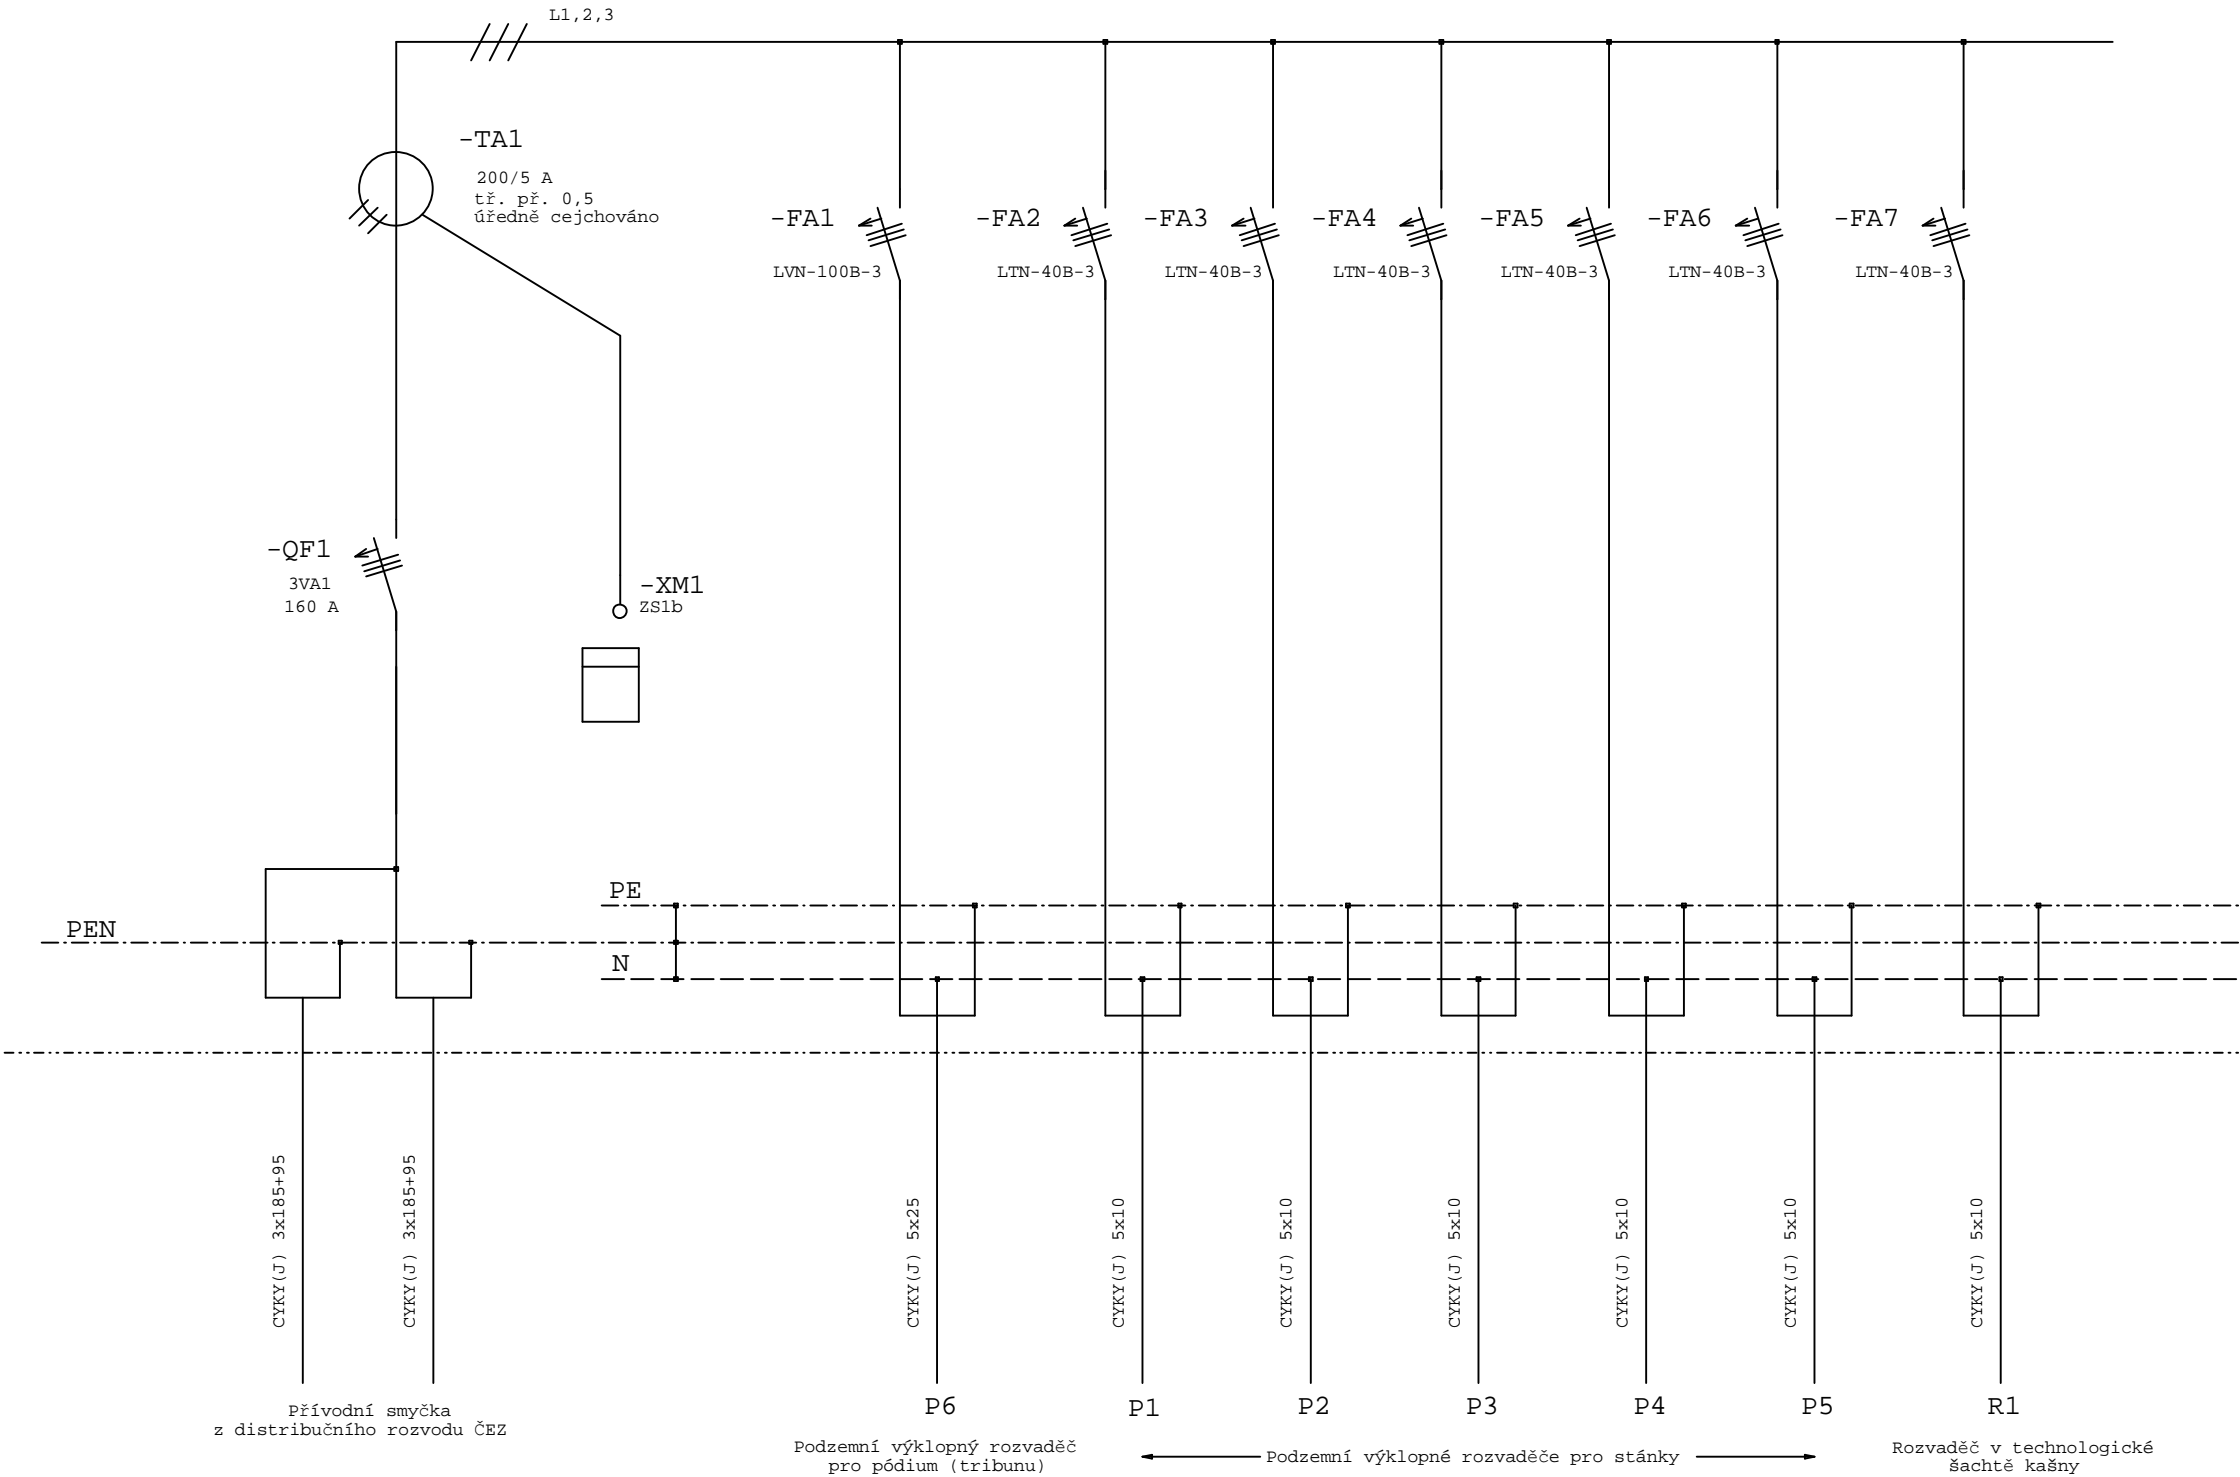 L1,2,3
-TA1
200/5 A
tř. př. 0,5
úředně cejchováno
-FA1
LVN-100B-3
-FA2
LTN-40B-3
-FA3
LTN-40B-3
-FA4
LTN-40B-3
-FA5
LTN-40B-3
-FA6
LTN-40B-3
-FA7
LTN-40B-3
-QF1
3VA1
160 A
-XM1
ZS1b
PE
PEN
N
CYKY(J) 3x185+95
CYKY(J) 3x185+95
CYKY(J) 5x25
CYKY(J) 5x10
CYKY(J) 5x10
CYKY(J) 5x10
CYKY(J) 5x10
CYKY(J) 5x10
CYKY(J) 5x10
Přívodní smyčka
z distribučního rozvodu ČEZ
P6
P1
P2
P3
P4
P5
R1
Podzemní výklopný rozvaděč
pro pódium (tribunu)
Podzemní výklopné rozvaděče pro stánky
Rozvaděč v technologické
šachtě kašny